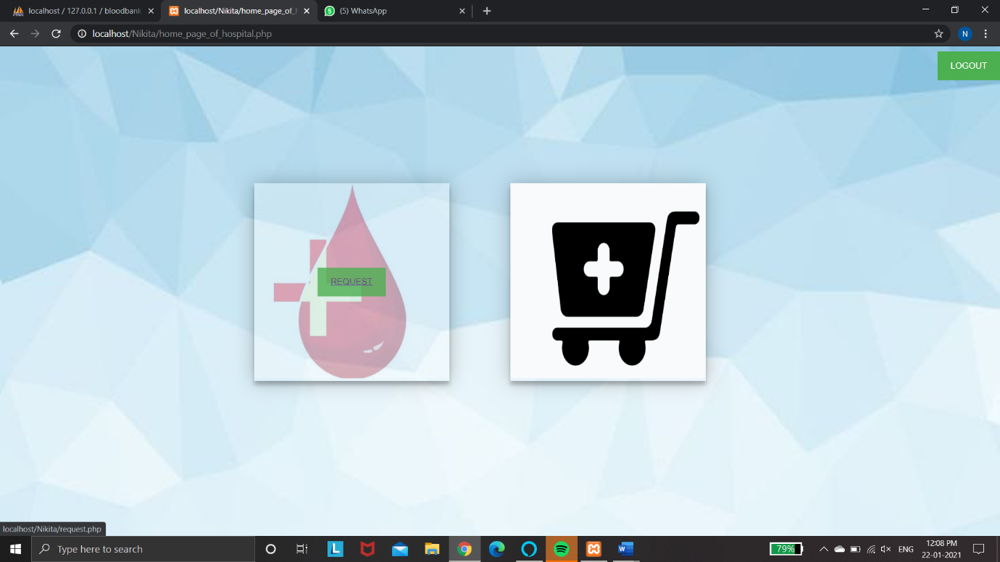 localhost / 127.0.0.1 / bloodbank
localhost/Nikita/home_page_of_h
5
(5) WhatsApp
localhost/Nikita/home_page_of_hospital.php
N
LOGOUT
REQUEST
localhost/Nikita/request.php
Type here to search
L
W
79%
ENG
12:08 PM
22-01-2021